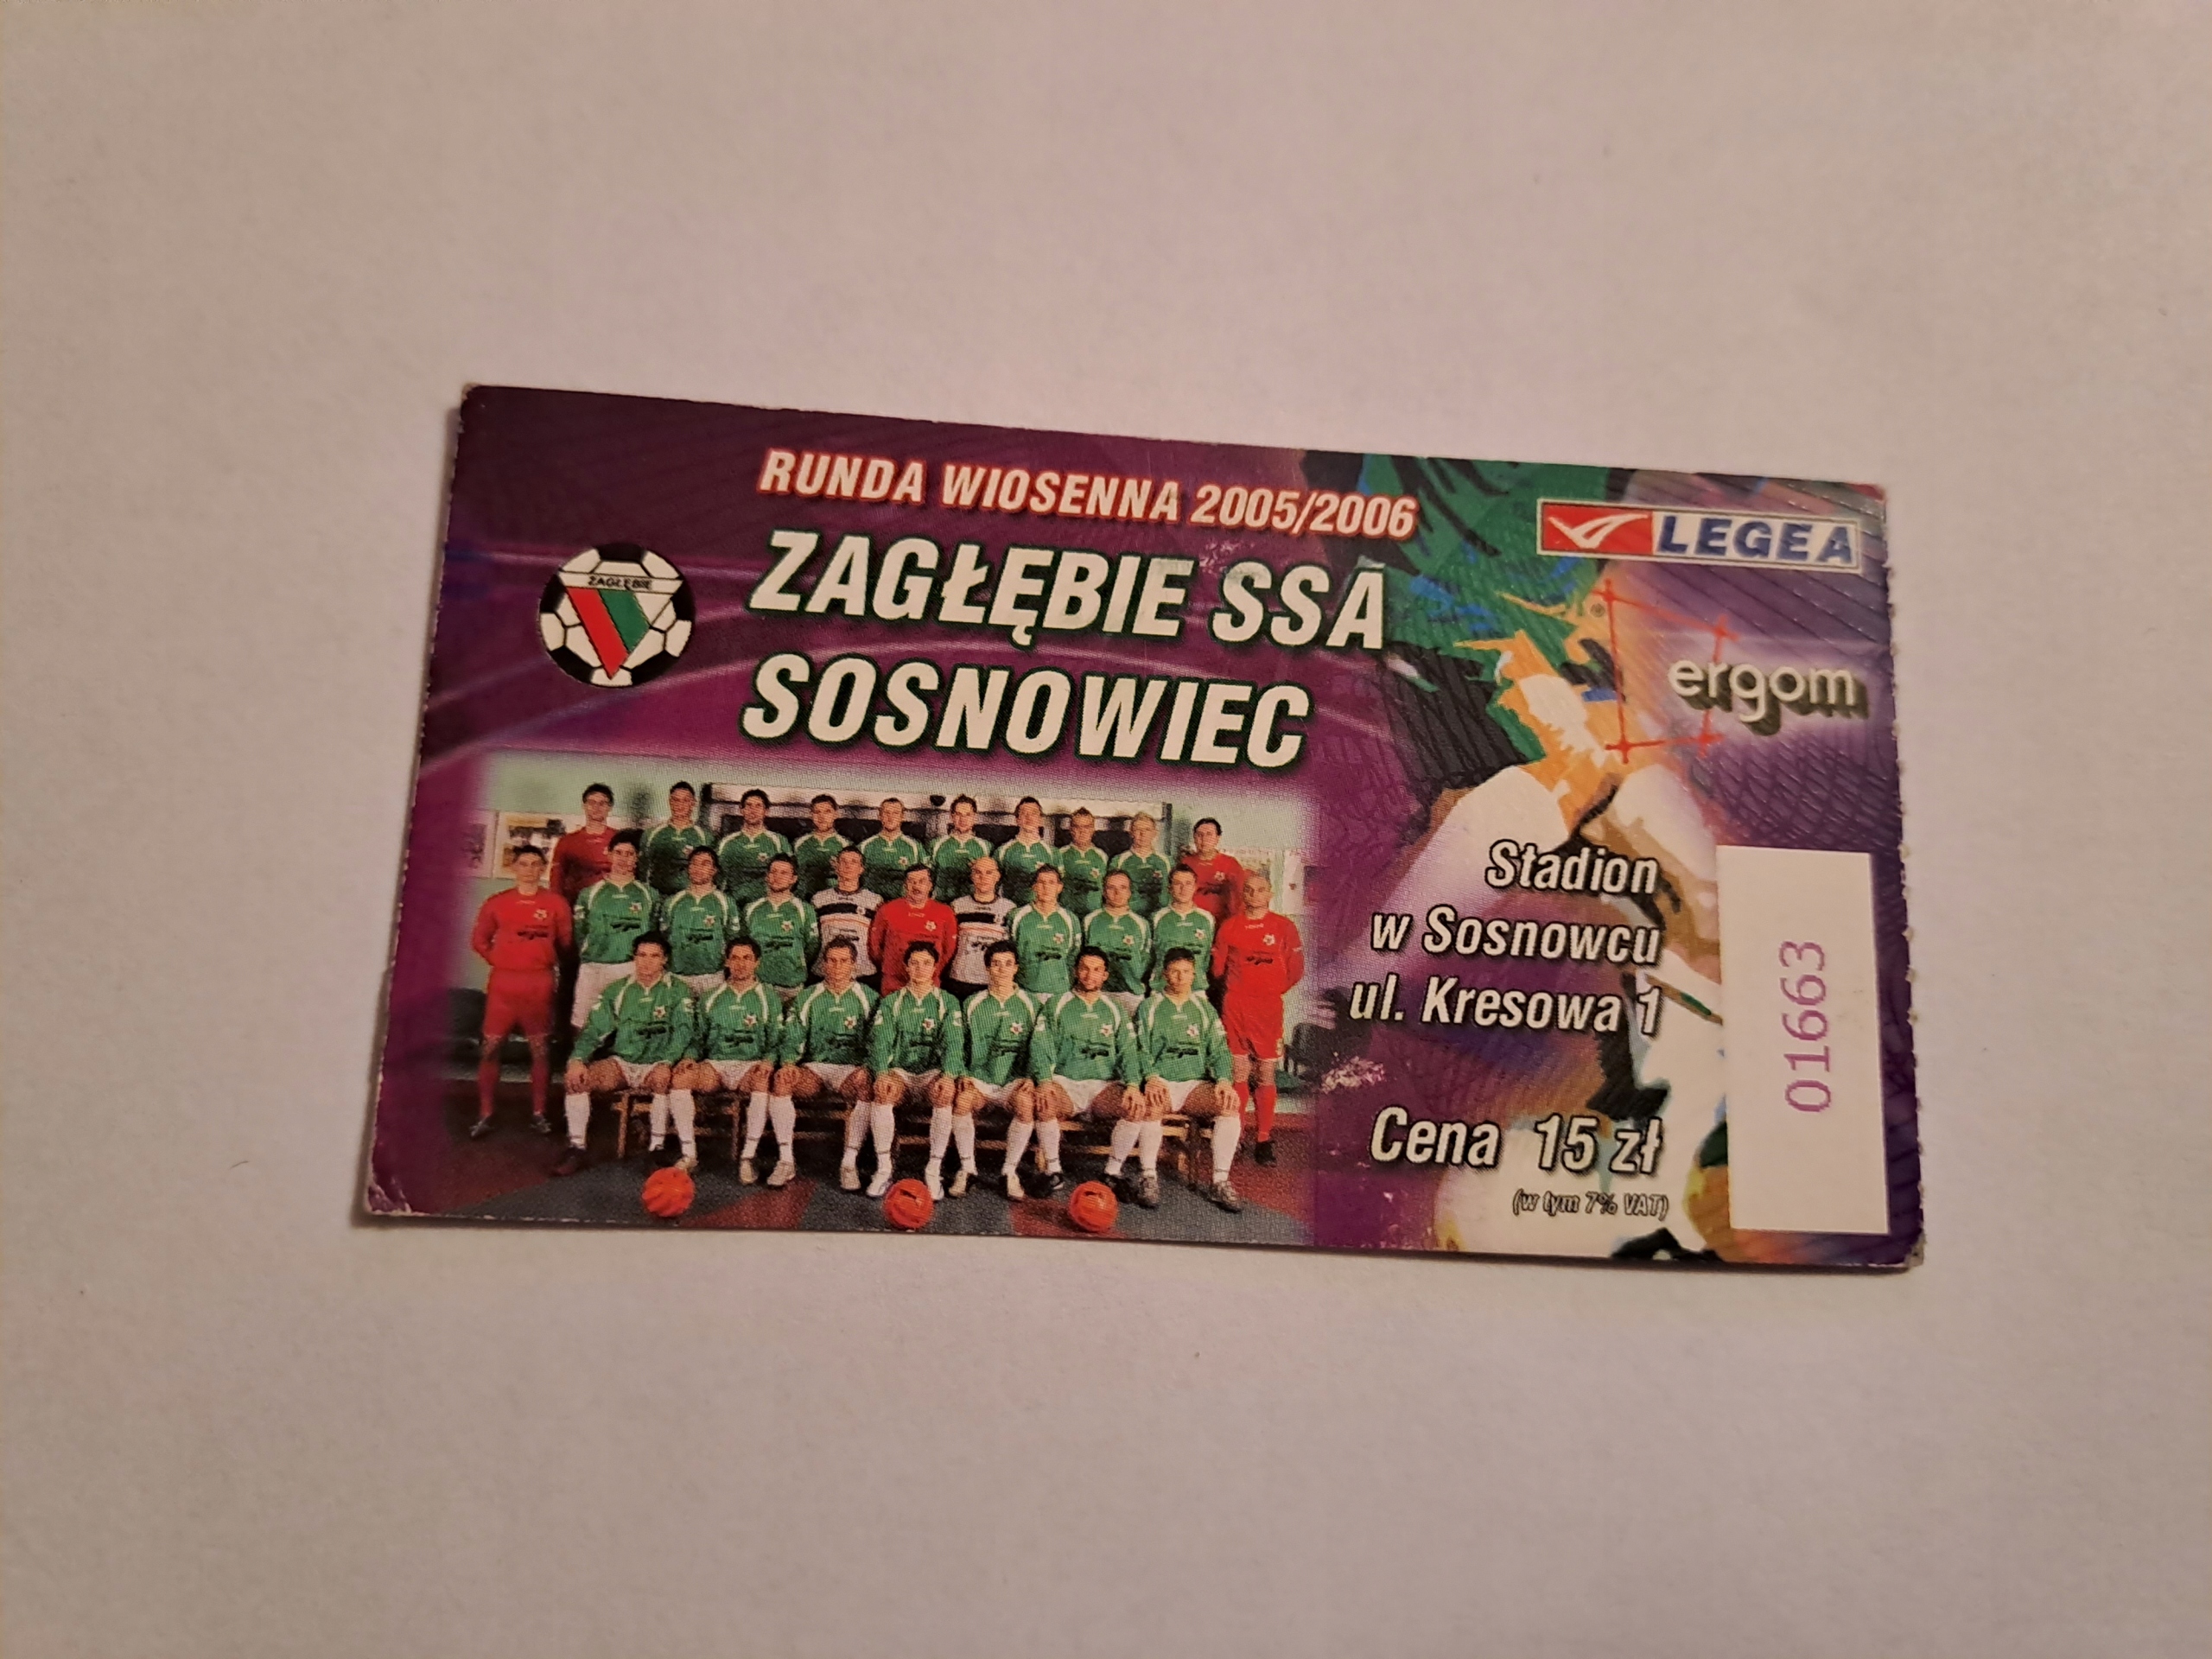 RUNDA WIOSENNA 2005/2006
LEGEA
ZAGŁĘBIE
ZAGŁĘBIE SSA
SOSNOWIEC
ergom
®
Stadion
w Sosnowcu
ul. Kresowa 1
Cena 15 zł
(w tym 7% VAT)
01663